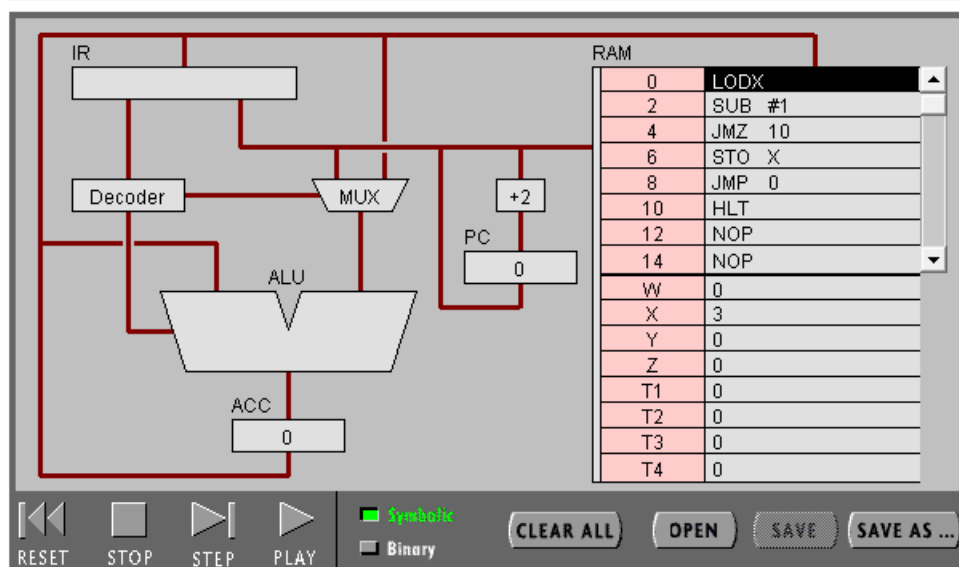 IR
RAM
0 LODX
2 SUB #1
4 JMZ 10
6 STO X
8 JMP 0
10 HLT
12 NOP
14 NOP
W 0
X 3
Y 0
Z 0
T1 0
T2 0
T3 0
T4 0
Decoder
MUX
+2
PC
0
ALU
ACC
0
RESET
STOP
STEP
PLAY
Symbolic
Binary
CLEAR ALL
OPEN
SAVE
SAVE AS ...